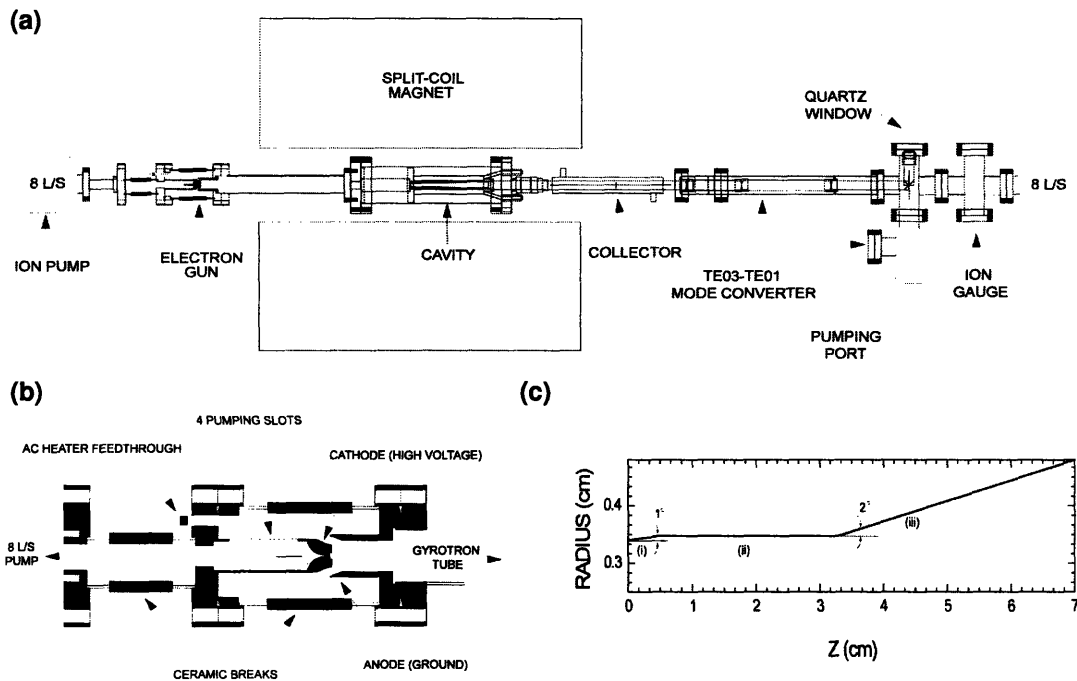 (a)
SPLIT-COIL
MAGNET
QUARTZ
WINDOW
8 L/S
8 L/S
ION PUMP
ELECTRON
GUN
CAVITY
COLLECTOR
TE03-TE01
MODE CONVERTER
ION
GAUGE
PUMPING
PORT
(b)
4 PUMPING SLOTS
AC HEATER FEEDTHROUGH
CATHODE (HIGH VOLTAGE)
8 L/S
PUMP
GYROTRON
TUBE
CERAMIC BREAKS
ANODE (GROUND)
(c)
RADIUS (cm)
0.4
0.3
1°
2°
(i)
(ii)
(iii)
0 1 2 3 4 5 6 7
Z (cm)